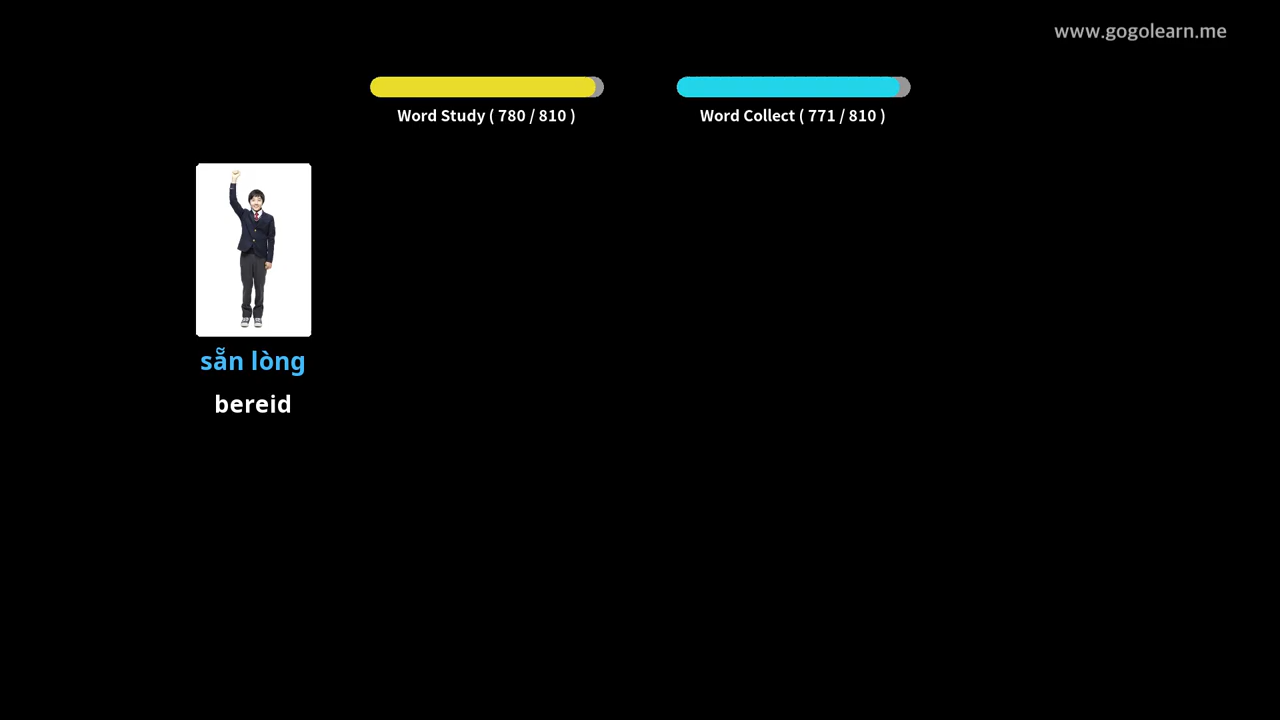 www.gogolearn.me
Word Study ( 780 / 810 )
Word Collect ( 771 / 810 )
sẵn lòng
bereid